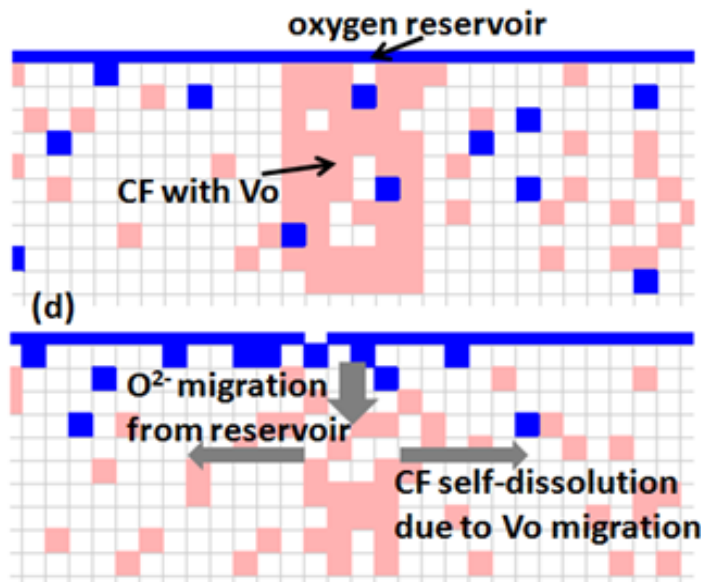 oxygen reservoir
CF with Vo
(d)
O²⁻ migration
from reservoir
CF self-dissolution
due to Vo migration